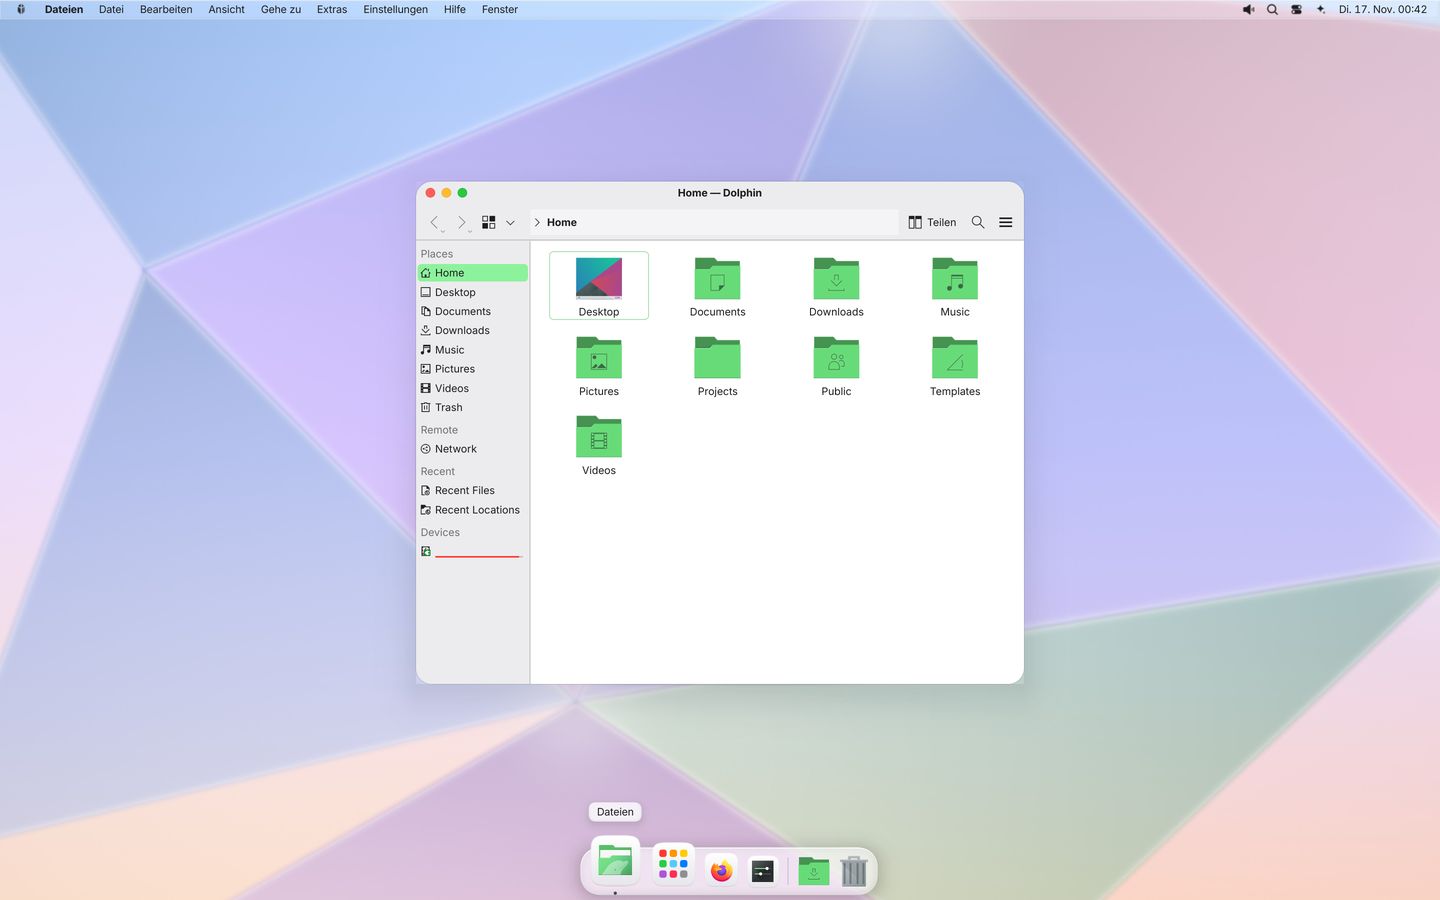 Dateien Datei Bearbeiten Ansicht Gehe zu Extras Einstellungen Hilfe Fenster Di. 17. Nov. 00:42
Home — Dolphin
Home Teilen
Places
Home
Desktop
Documents
Downloads
Music
Pictures
Videos
Trash
Remote
Network
Recent
Recent Files
Recent Locations
Devices
Desktop Documents Downloads Music
Pictures Projects Public Templates
Videos
Dateien